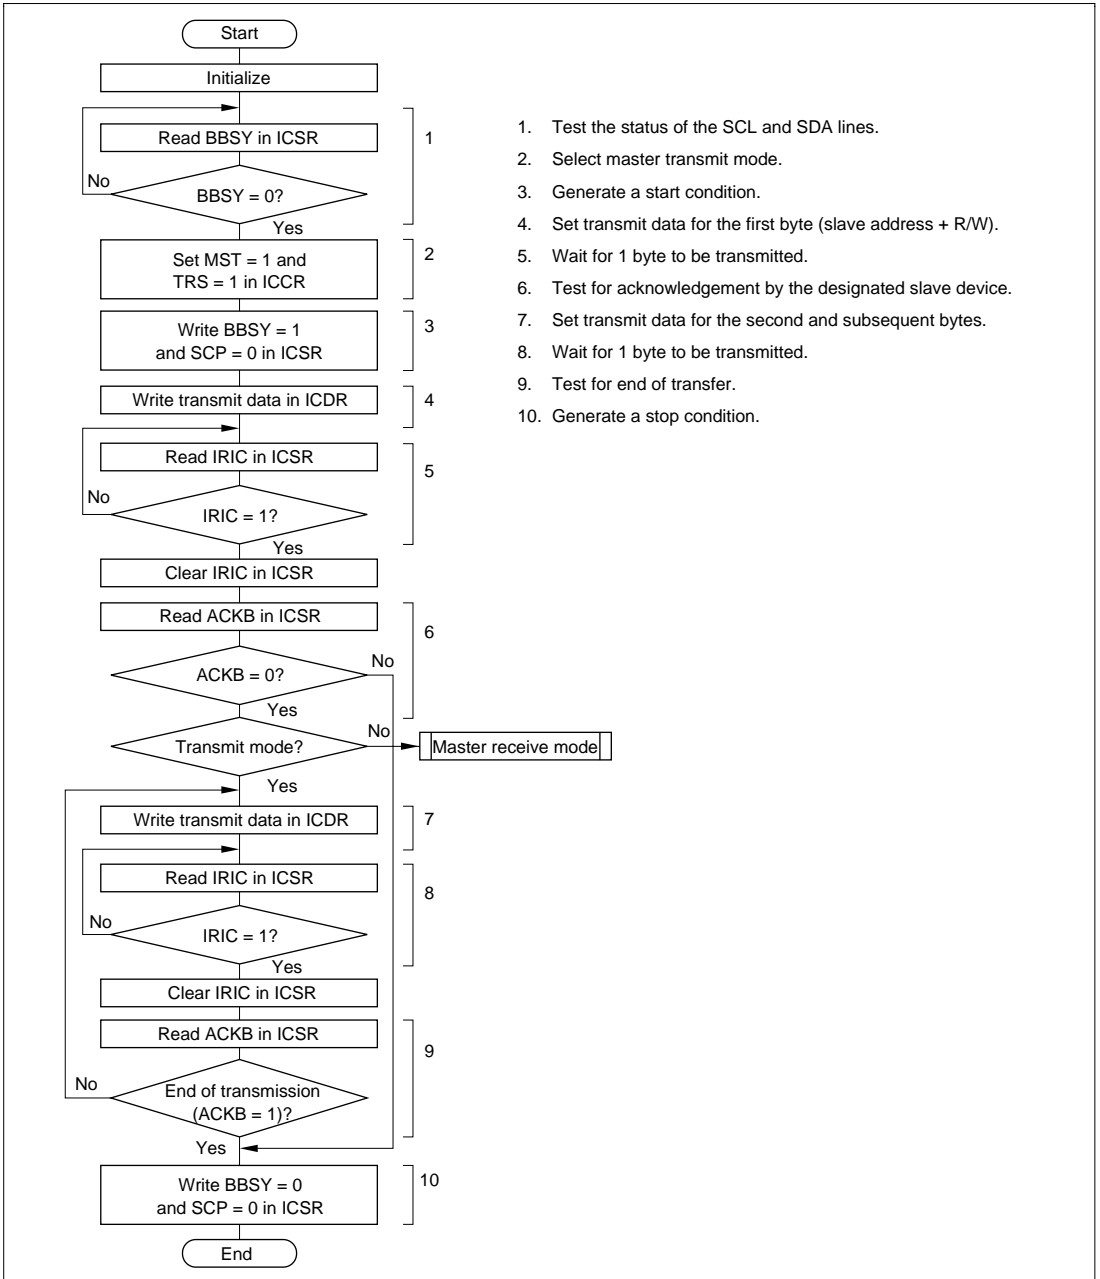 Start
Initialize
Read BBSY in ICSR
1
No
BBSY = 0?
Yes
Set MST = 1 and
TRS = 1 in ICCR
2
Write BBSY = 1
and SCP = 0 in ICSR
3
Write transmit data in ICDR
4
Read IRIC in ICSR
5
No
IRIC = 1?
Yes
Clear IRIC in ICSR
Read ACKB in ICSR
6
No
ACKB = 0?
Yes
No
Transmit mode?
Master receive mode
Yes
Write transmit data in ICDR
7
Read IRIC in ICSR
8
No
IRIC = 1?
Yes
Clear IRIC in ICSR
Read ACKB in ICSR
9
No
End of transmission
(ACKB = 1)?
Yes
Write BBSY = 0
and SCP = 0 in ICSR
10
End
1. Test the status of the SCL and SDA lines.
2. Select master transmit mode.
3. Generate a start condition.
4. Set transmit data for the first byte (slave address + R/W).
5. Wait for 1 byte to be transmitted.
6. Test for acknowledgement by the designated slave device.
7. Set transmit data for the second and subsequent bytes.
8. Wait for 1 byte to be transmitted.
9. Test for end of transfer.
10. Generate a stop condition.